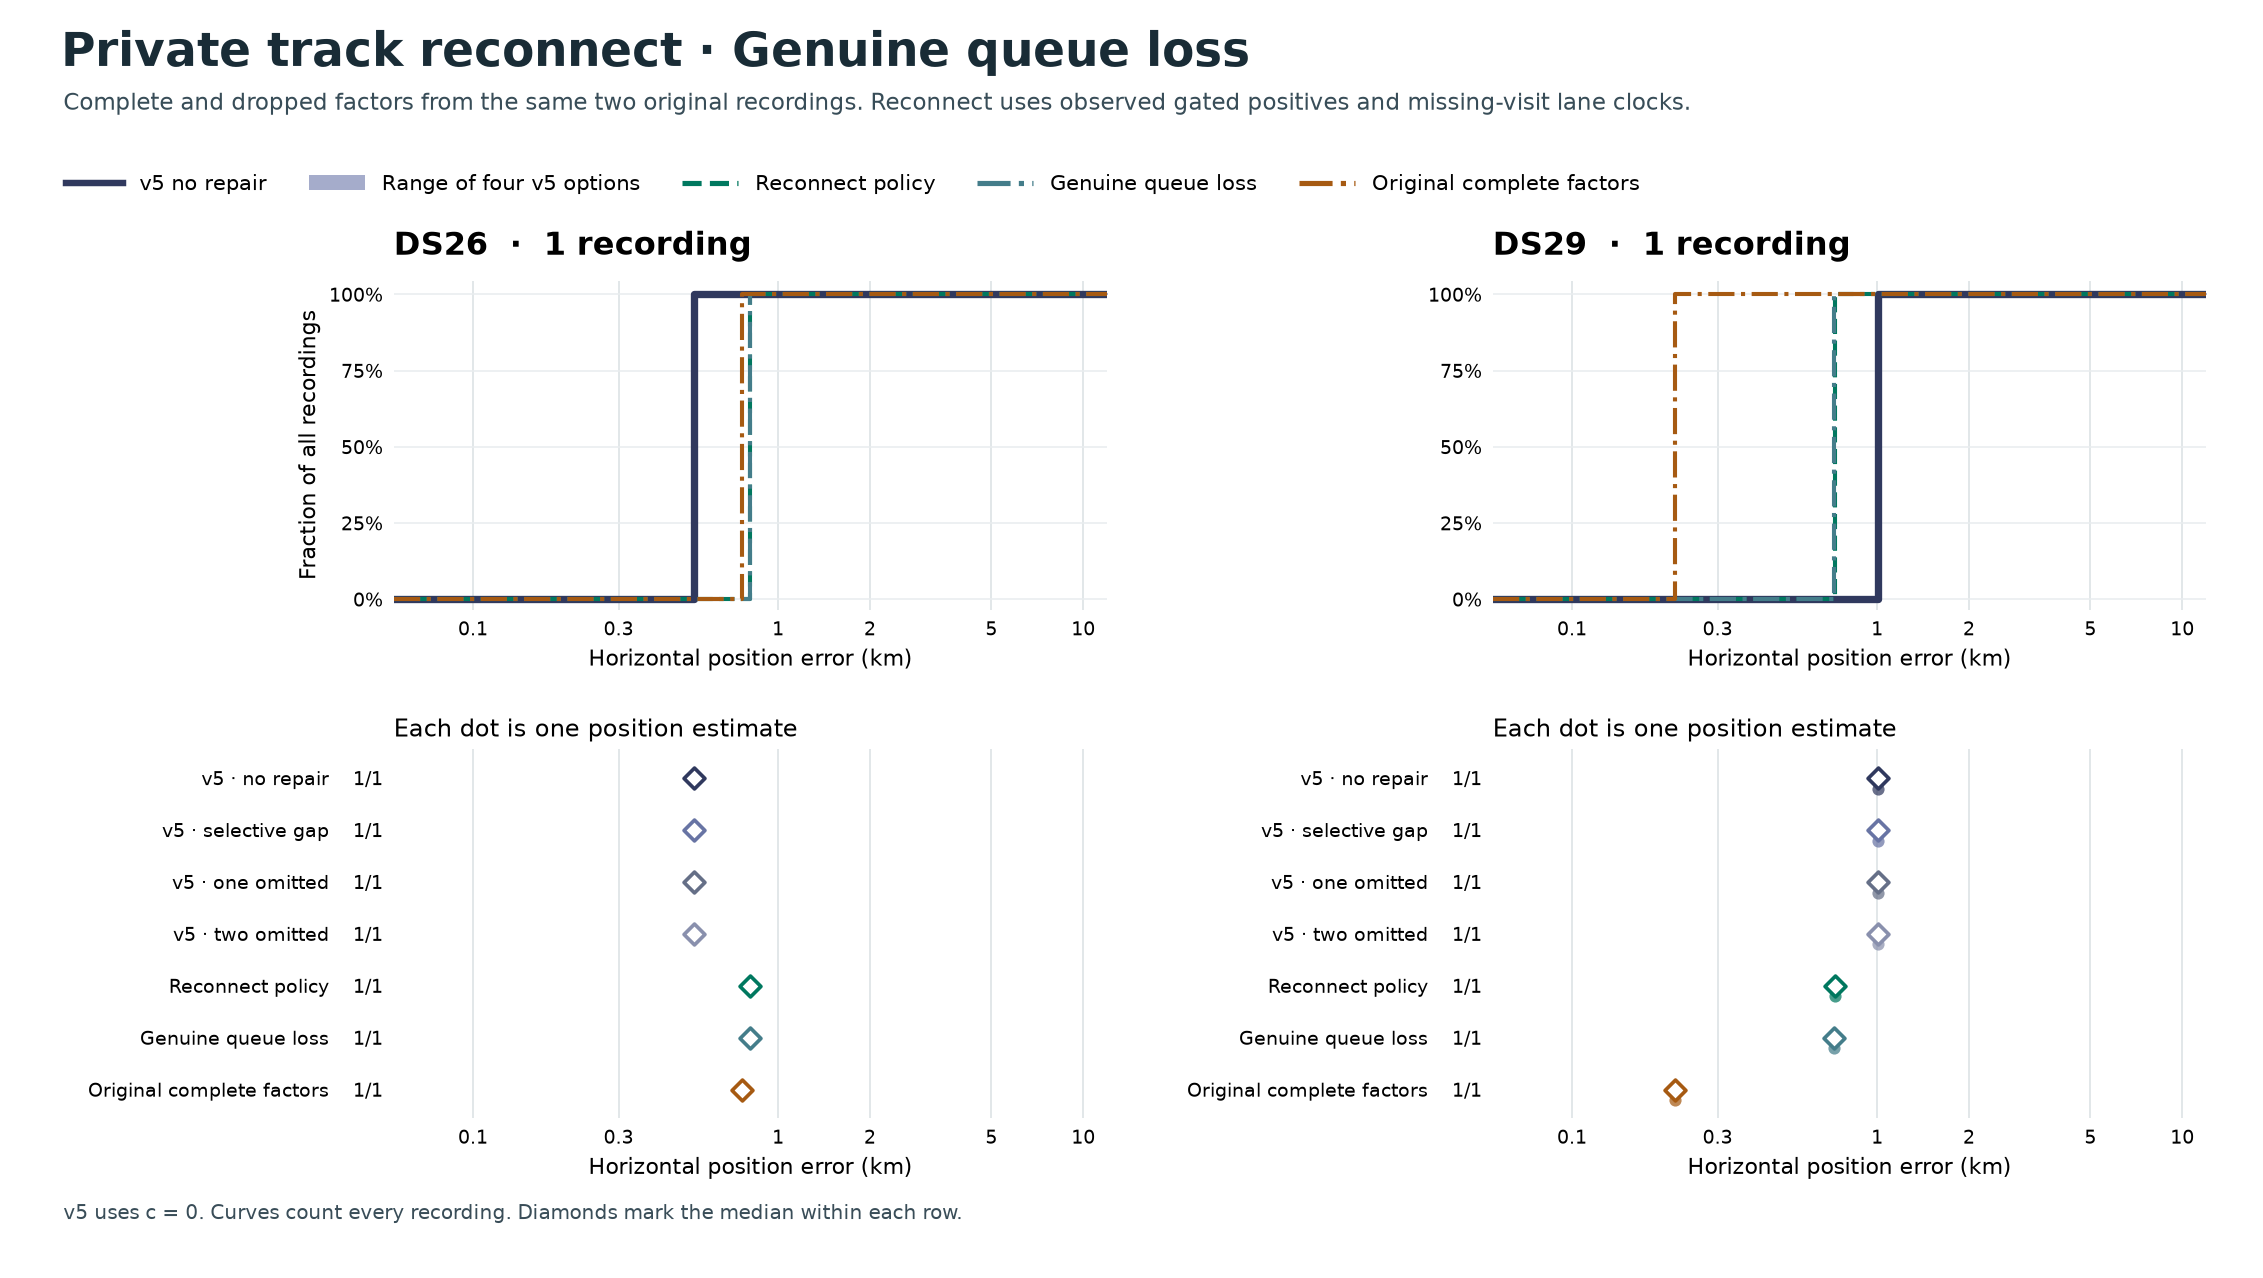 Private track reconnect · Genuine queue loss
Complete and dropped factors from the same two original recordings. Reconnect uses observed gated positives and missing-visit lane clocks.
v5 no repair
Range of four v5 options
Reconnect policy
Genuine queue loss
Original complete factors
DS26 · 1 recording
Fraction of all recordings
100%
75%
50%
25%
0%
0.1 0.3 1 2 5 10
Horizontal position error (km)
DS29 · 1 recording
100%
75%
50%
25%
0%
0.1 0.3 1 2 5 10
Horizontal position error (km)
Each dot is one position estimate
v5 · no repair 1/1
v5 · selective gap 1/1
v5 · one omitted 1/1
v5 · two omitted 1/1
Reconnect policy 1/1
Genuine queue loss 1/1
Original complete factors 1/1
0.1 0.3 1 2 5 10
Horizontal position error (km)
Each dot is one position estimate
v5 · no repair 1/1
v5 · selective gap 1/1
v5 · one omitted 1/1
v5 · two omitted 1/1
Reconnect policy 1/1
Genuine queue loss 1/1
Original complete factors 1/1
0.1 0.3 1 2 5 10
Horizontal position error (km)
v5 uses c = 0. Curves count every recording. Diamonds mark the median within each row.